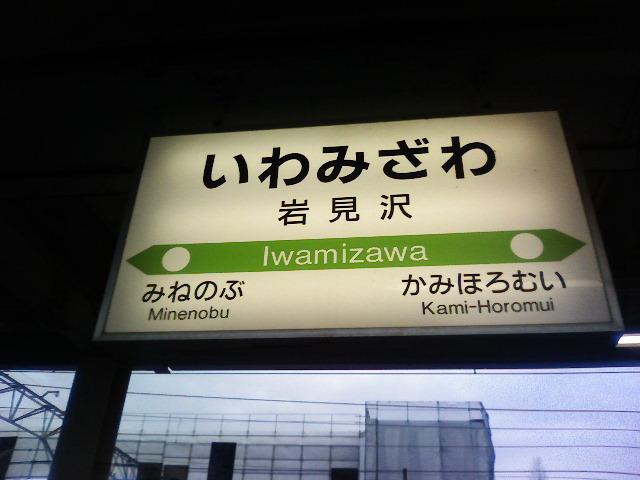 いわみざわ
岩見沢
Iwamizawa
みねのぶ
Minenobu
かみほろむい
Kami-Horomui